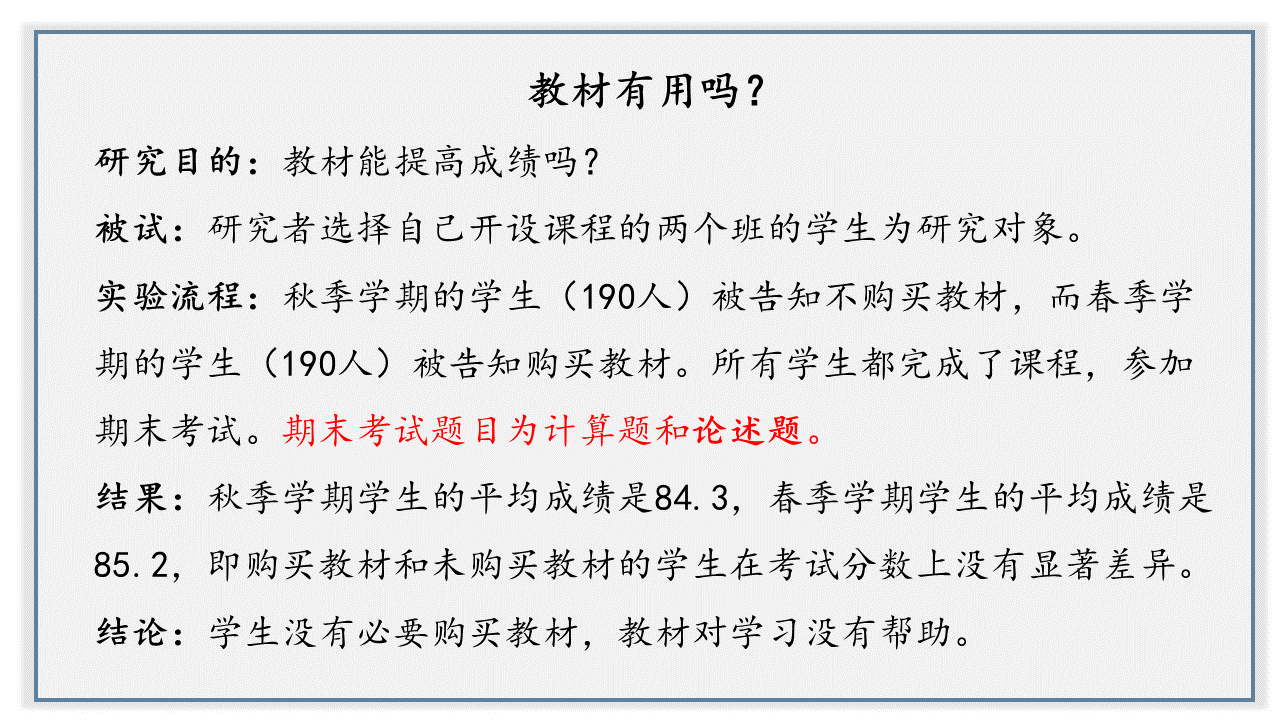 教材有用吗？
研究目的：教材能提高成绩吗？
被试：研究者选择自己开设课程的两个班的学生为研究对象。
实验流程：秋季学期的学生（190人）被告知不购买教材，而春季学
期的学生（190人）被告知购买教材。所有学生都完成了课程，参加
期末考试。期末考试题目为计算题和论述题。
结果：秋季学期学生的平均成绩是84.3，春季学期学生的平均成绩是
85.2，即购买教材和未购买教材的学生在考试分数上没有显著差异。
结论：学生没有必要购买教材，教材对学习没有帮助。